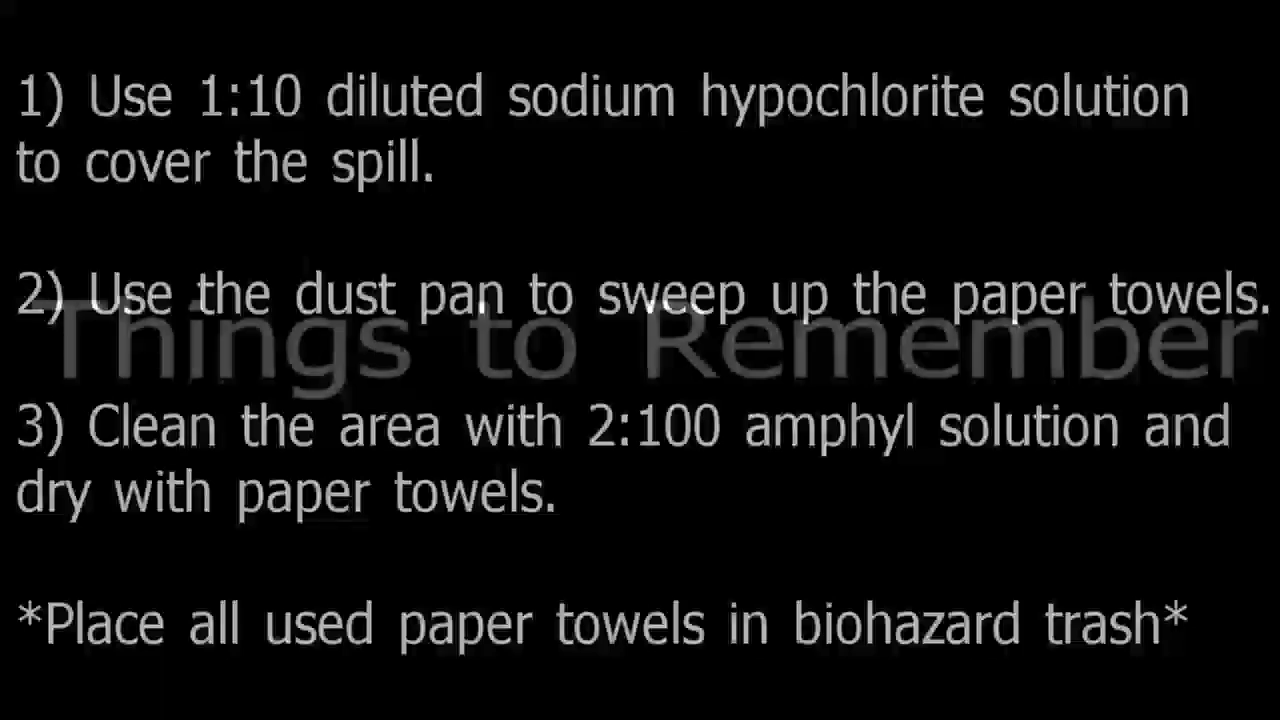 1) Use 1:10 diluted sodium hypochlorite solution
to cover the spill.
2) Use the dust pan to sweep up the paper towels.
Things to Remember
3) Clean the area with 2:100 amphyl solution and
dry with paper towels.
*Place all used paper towels in biohazard trash*